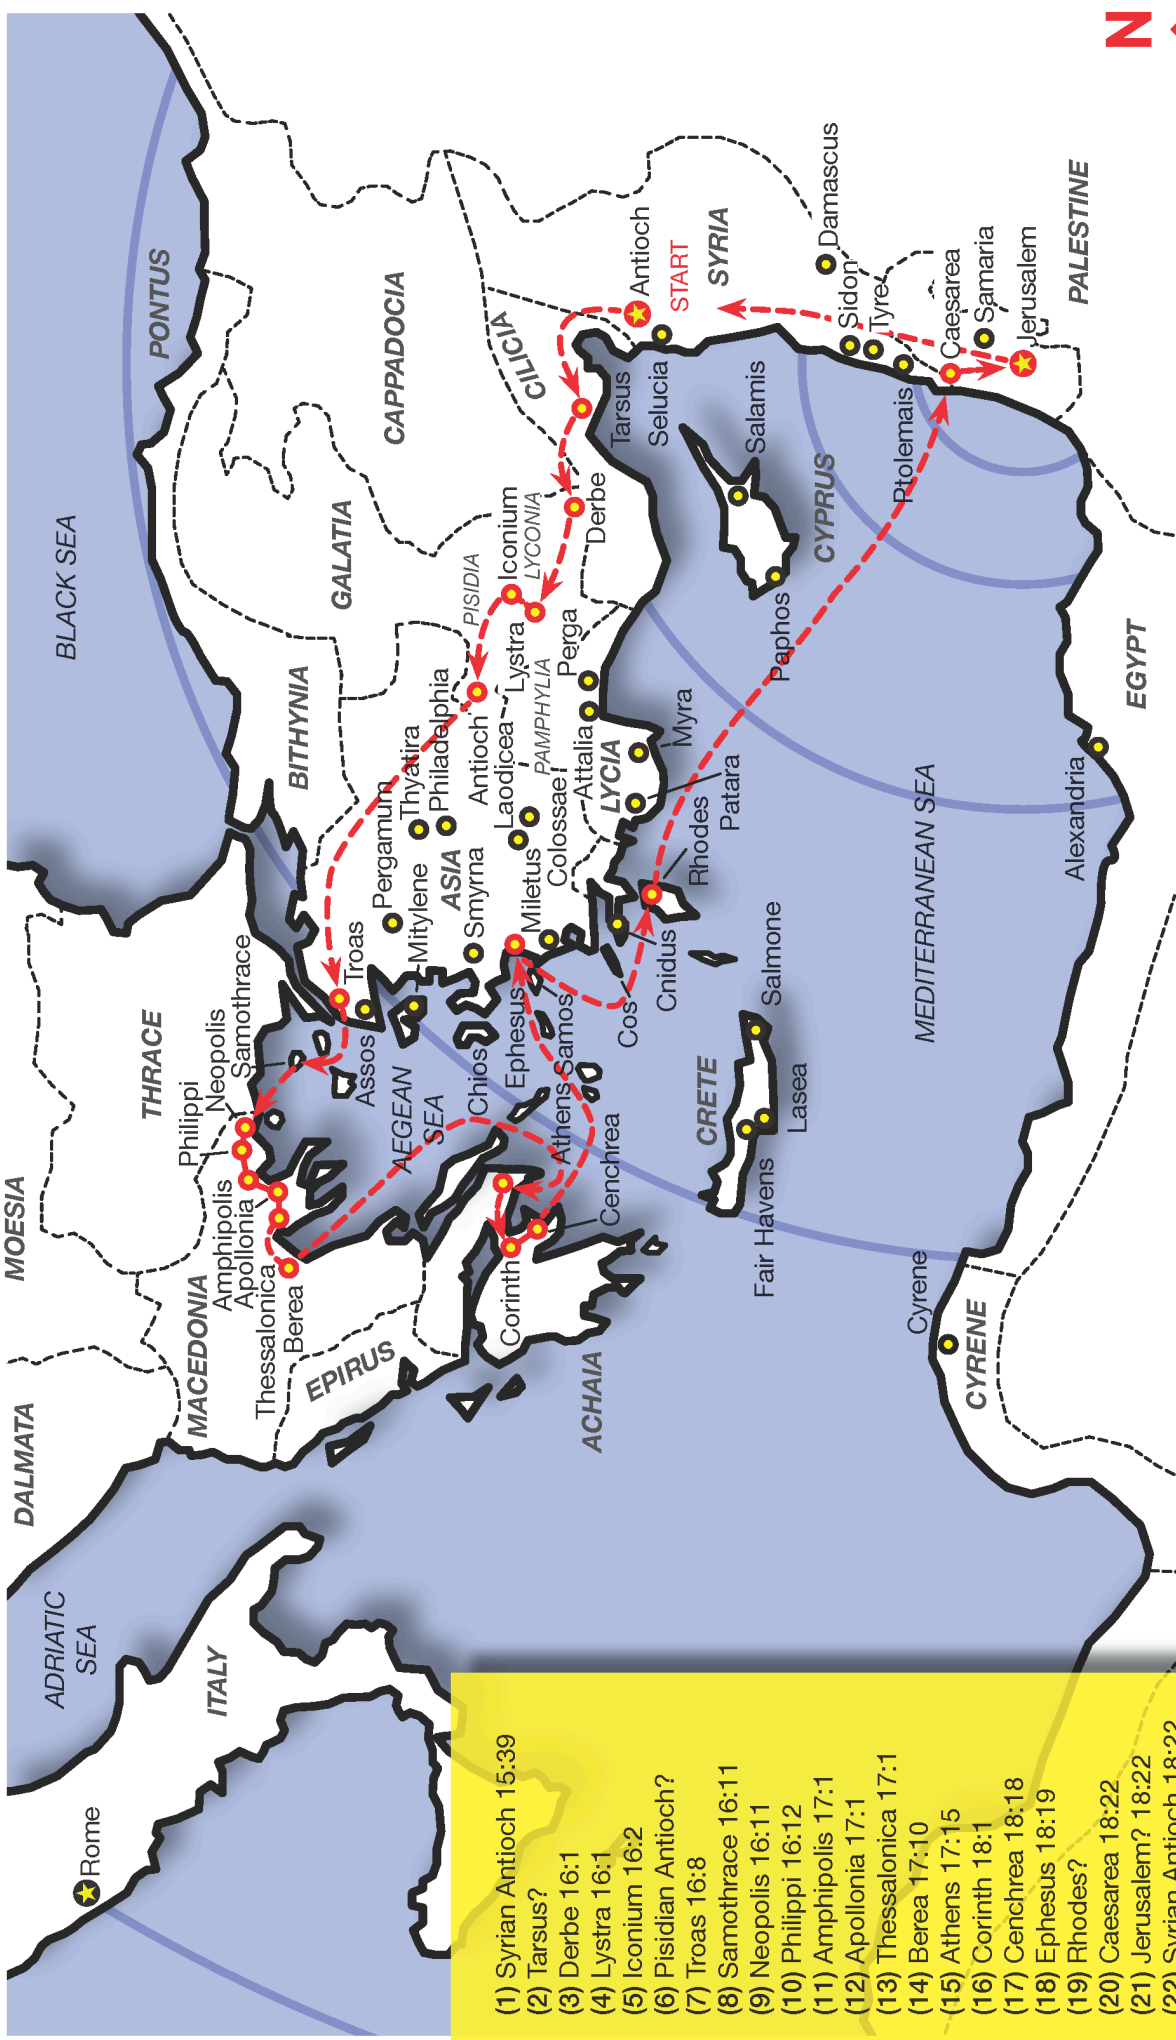 MOESIA
DALMATA
ADRIATIC
SEA
BLACK SEA
THRACE
MACEDONIA
PONTUS
BITHYNIA
Rome
ITALY
Philippi
Neopolis
Samothrace
Amphipolis
Apollonia
Thessalonica
Berea
EPIRUS
Troas
Assos
GALATIA
CAPPADOCIA
Pergamum
Thyatira
Philadelphia
Mitylene
ASIA
Smyrna
AEGEAN
SEA
Chios
PISIDIA
Iconium
LYCONIA
CILICIA
Antioch
Lystra
Derbe
Laodicea
PAMPHYLIA
Perga
Attalia
Miletus
Colossae
LYCIA
Ephesus
Samos
Athens
Corinth
Cenchrea
ACHAIA
Cos
Cnidus
Rhodes
Patara
Myra
Tarsus
Selucia
Antioch
START
SYRIA
Salamis
CYPRUS
Paphos
CRETE
Salmone
Lasea
Fair Havens
Damascus
Sidon
Tyre
Ptolemais
Caesarea
Samaria
Jerusalem
PALESTINE
MEDITERRANEAN SEA
Cyrene
CYRENE
Alexandria
EGYPT
N
(1) Syrian Antioch 15:39
(2) Tarsus?
(3) Derbe 16:1
(4) Lystra 16:1
(5) Iconium 16:2
(6) Pisidian Antioch?
(7) Troas 16:8
(8) Samothrace 16:11
(9) Neopolis 16:11
(10) Philippi 16:12
(11) Amphipolis 17:1
(12) Apollonia 17:1
(13) Thessalonica 17:1
(14) Berea 17:10
(15) Athens 17:15
(16) Corinth 18:1
(17) Cenchrea 18:18
(18) Ephesus 18:19
(19) Rhodes?
(20) Caesarea 18:22
(21) Jerusalem? 18:22
(22) Syrian Antioch 18:22